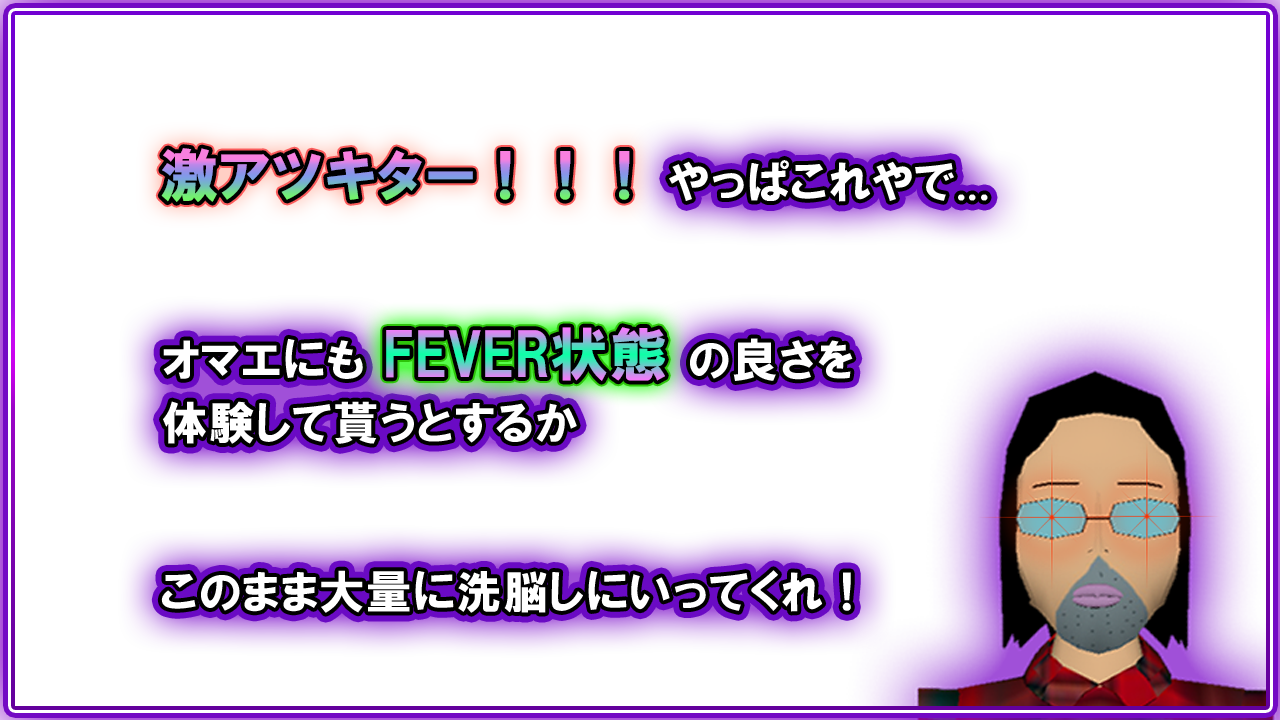 激アツキター！！！ やっぱこれやで...
オマエにも FEVER状態 の良さを
体験して貰うとするか
このまま大量に洗脳しにいってくれ！